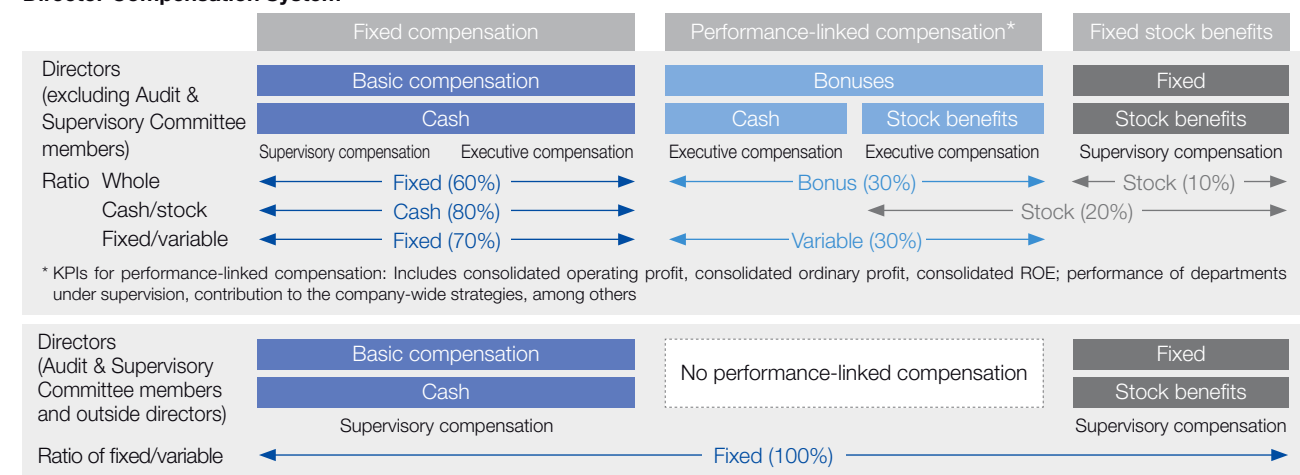 Director Compensation System
Fixed compensation Performance-linked compensation* Fixed stock benefits
Directors
(excluding Audit &
Supervisory Committee
members)
Basic compensation Bonuses Fixed
Cash Cash Stock benefits Stock benefits
Supervisory compensation Executive compensation Executive compensation Executive compensation Supervisory compensation
Ratio Whole Fixed (60%) Bonus (30%) Stock (10%)
Cash/stock Cash (80%) Stock (20%)
Fixed/variable Fixed (70%) Variable (30%)
* KPIs for performance-linked compensation: Includes consolidated operating profit, consolidated ordinary profit, consolidated ROE; performance of departments
under supervision, contribution to the company-wide strategies, among others
Directors
(Audit & Supervisory
Committee members
and outside directors)
Basic compensation No performance-linked compensation Fixed
Cash Stock benefits
Supervisory compensation Supervisory compensation
Ratio of fixed/variable Fixed (100%)